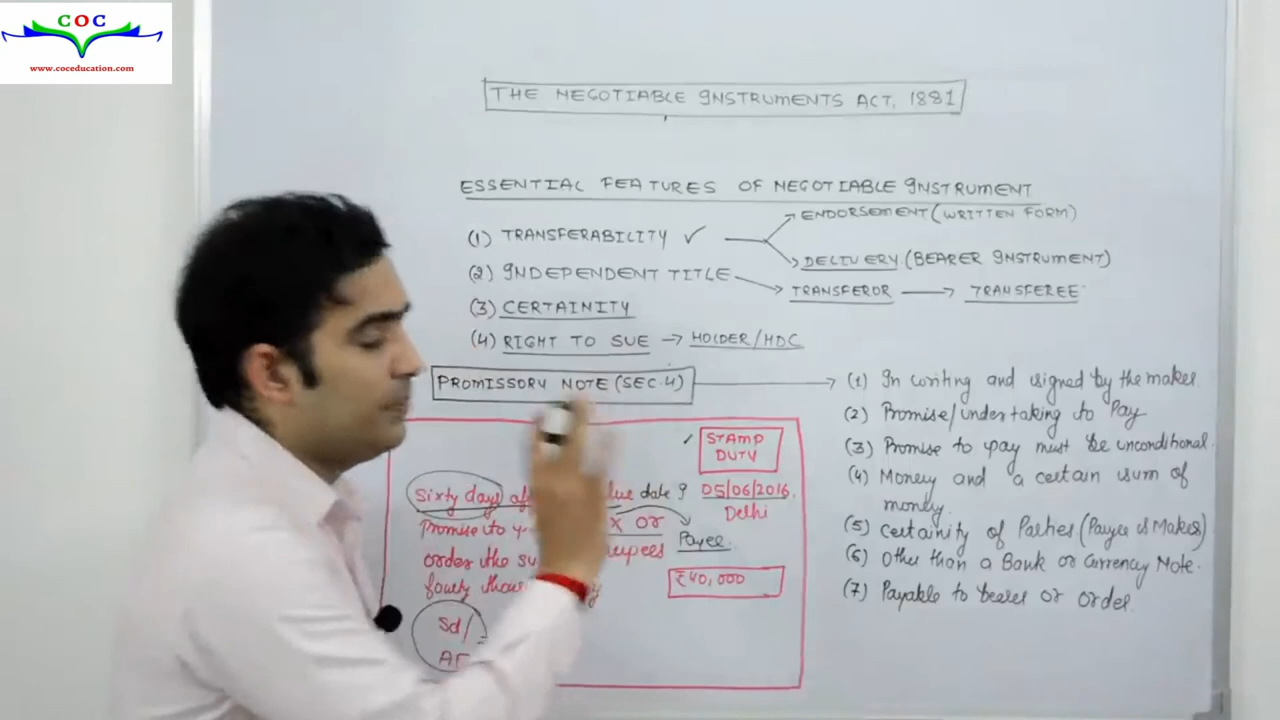 COC
www.coceducation.com
THE NEGOTIABLE INSTRUMENTS ACT, 1881
ESSENTIAL FEATURES OF NEGOTIABLE INSTRUMENT
(1) TRANSFERABILITY ✓
ENDORSEMENT (WRITTEN FORM)
DELIVERY (BEARER INSTRUMENT)
(2) INDEPENDENT TITLE
TRANSFEROR → TRANSFEREE
(3) CERTAINITY
(4) RIGHT TO SUE → HOLDER/HDC
PROMISSORY NOTE (SEC.4)
(1) In writing and signed by the maker
(2) Promise/undertaking to Pay
(3) Promise to pay must be unconditional.
(4) Money and a certain sum of
money.
(5) Certainity of Parties (Payee & Maker)
(6) Other than a Bank or Currency Note.
(7) Payable to bearer or order.
✓ STAMP
DUTY
Sixty days date I 05/06/2016
Delhi
Promise to X or
Payee.
order the rupees
₹40,000
fourty
Sd/